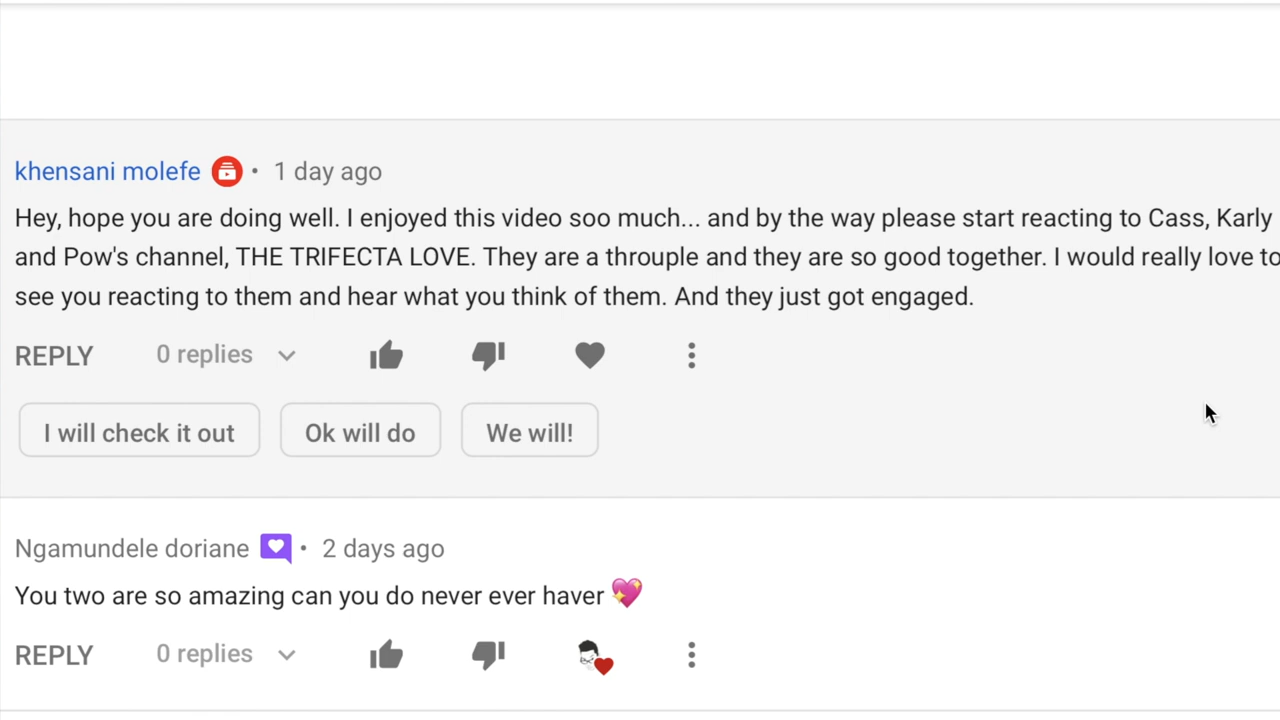 khensani molefe • 1 day ago
Hey, hope you are doing well. I enjoyed this video soo much... and by the way please start reacting to Cass, Karly
and Pow's channel, THE TRIFECTA LOVE. They are a throuple and they are so good together. I would really love to
see you reacting to them and hear what you think of them. And they just got engaged.
REPLY 0 replies
I will check it out Ok will do We will!
Ngamundele doriane • 2 days ago
You two are so amazing can you do never ever haver 💖
REPLY 0 replies